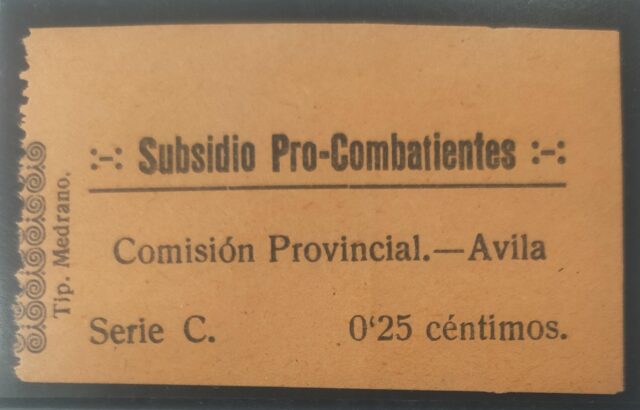 :-: Subsidio Pro-Combatientes :-:
Comisión Provincial.—Avila
Serie C. 0‘25 céntimos.
Tip. Medrano.